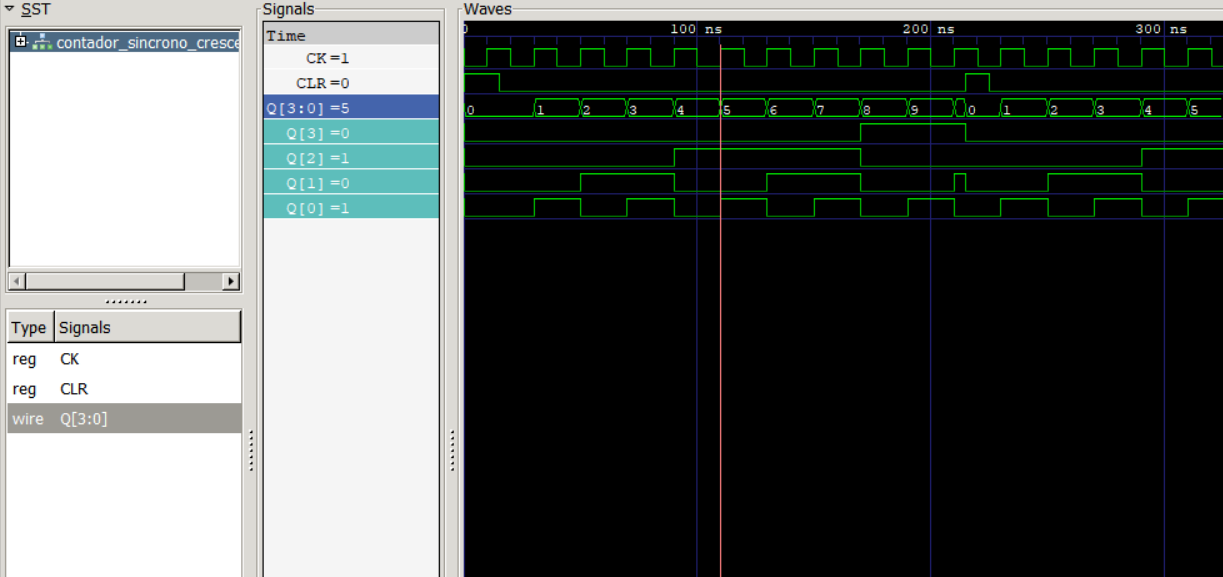 SST
contador_sincrono_cresce
Type Signals
reg CK
reg CLR
wire Q[3:0]
Signals
Time
CK=1
CLR=0
Q[3:0]=5
Q[3]=0
Q[2]=1
Q[1]=0
Q[0]=1
Waves
0 100 ns 200 ns 300 ns
0 1 2 3 4 5 6 7 8 9 0 1 2 3 4 5